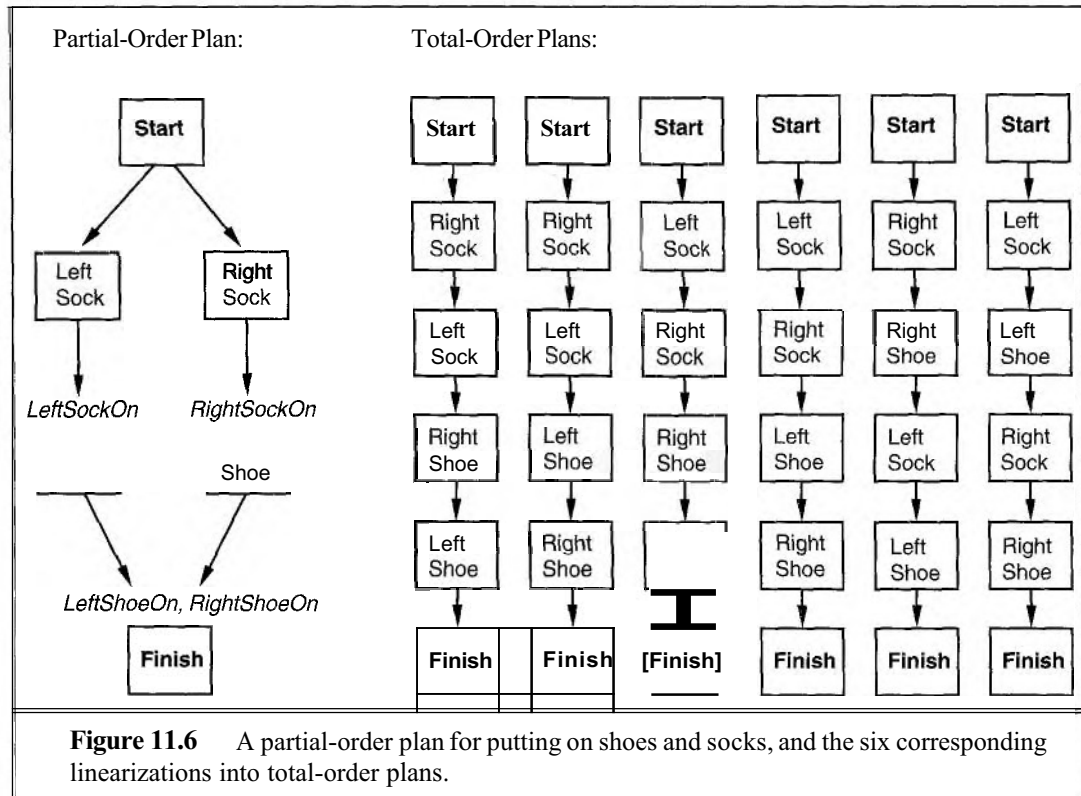 Partial-Order Plan:
Total-Order Plans:
Start
Left
Sock
Right
Sock
LeftSockOn
RightSockOn
Shoe
LeftShoeOn, RightShoeOn
Finish
Start
Right
Sock
Left
Sock
Right
Shoe
Left
Shoe
Finish
Start
Right
Sock
Left
Sock
Left
Shoe
Right
Shoe
Finish
Start
Left
Sock
Right
Sock
Right
Shoe
[Finish]
Start
Left
Sock
Right
Sock
Left
Shoe
Right
Shoe
Finish
Start
Right
Sock
Right
Shoe
Left
Sock
Left
Shoe
Finish
Start
Left
Sock
Left
Shoe
Right
Sock
Right
Shoe
Finish
Figure 11.6 A partial-order plan for putting on shoes and socks, and the six corresponding
linearizations into total-order plans.